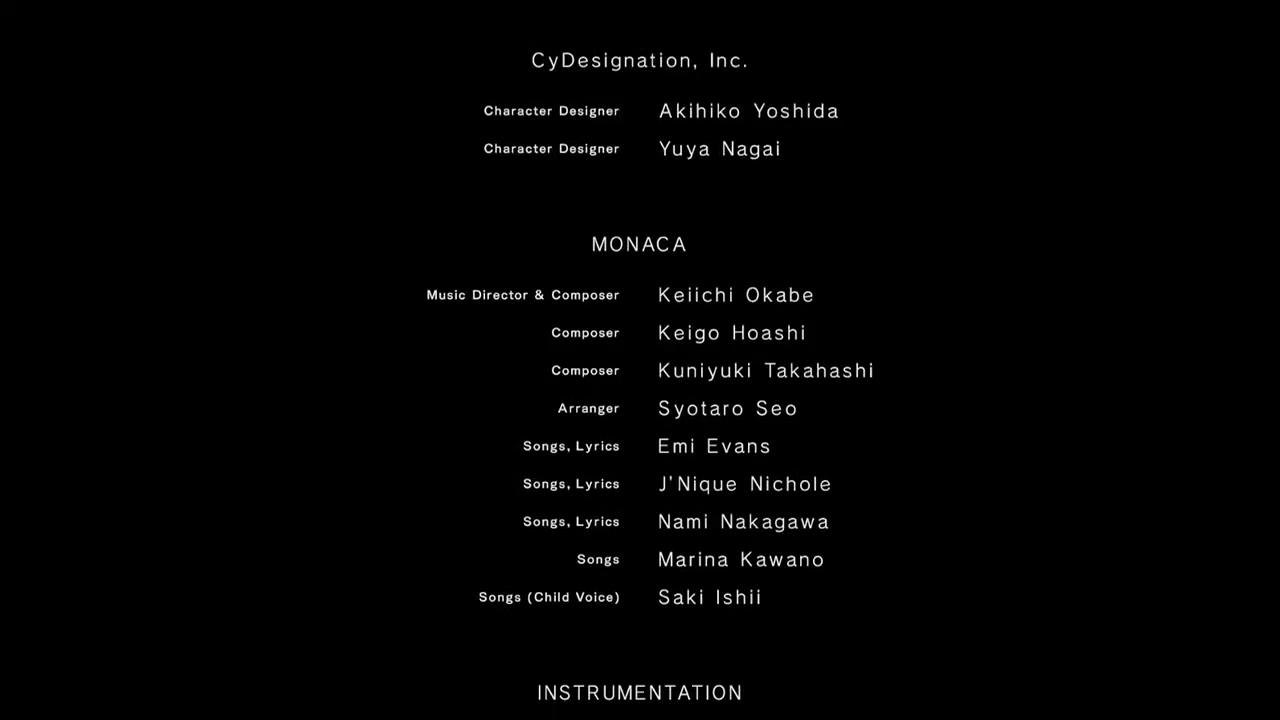 CyDesignation, Inc.
Character Designer Akihiko Yoshida
Character Designer Yuya Nagai
MONACA
Music Director & Composer Keiichi Okabe
Composer Keigo Hoashi
Composer Kuniyuki Takahashi
Arranger Syotaro Seo
Songs, Lyrics Emi Evans
Songs, Lyrics J'Nique Nichole
Songs, Lyrics Nami Nakagawa
Songs Marina Kawano
Songs (Child Voice) Saki Ishii
INSTRUMENTATION